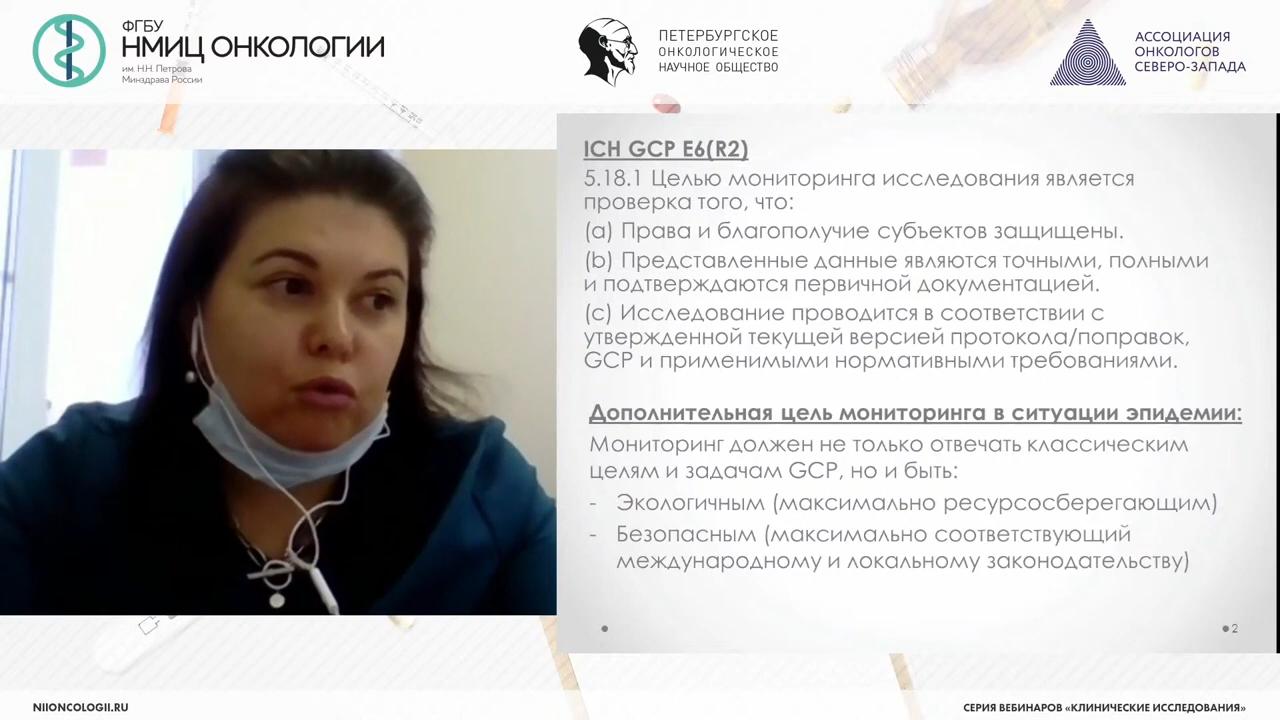 ФГБУ
НМИЦ ОНКОЛОГИИ
им. Н.Н. Петрова
Минздрава России
ПЕТЕРБУРГСКОЕ
ОНКОЛОГИЧЕСКОЕ
НАУЧНОЕ ОБЩЕСТВО
АССОЦИАЦИЯ
ОНКОЛОГОВ
СЕВЕРО-ЗАПАДА
ICH GCP E6(R2)
5.18.1 Целью мониторинга исследования является
проверка того, что:
(a) Права и благополучие субъектов защищены.
(b) Представленные данные являются точными, полными
и подтверждаются первичной документацией.
(c) Исследование проводится в соответствии с
утвержденной текущей версией протокола/поправок,
GCP и применимыми нормативными требованиями.
Дополнительная цель мониторинга в ситуации эпидемии:
Мониторинг должен не только отвечать классическим
целям и задачам GCP, но и быть:
- Экологичным (максимально ресурсосберегающим)
- Безопасным (максимально соответствующий
международному и локальному законодательству)
2
NIIONCOLOGII.RU
СЕРИЯ ВЕБИНАРОВ «КЛИНИЧЕСКИЕ ИССЛЕДОВАНИЯ»